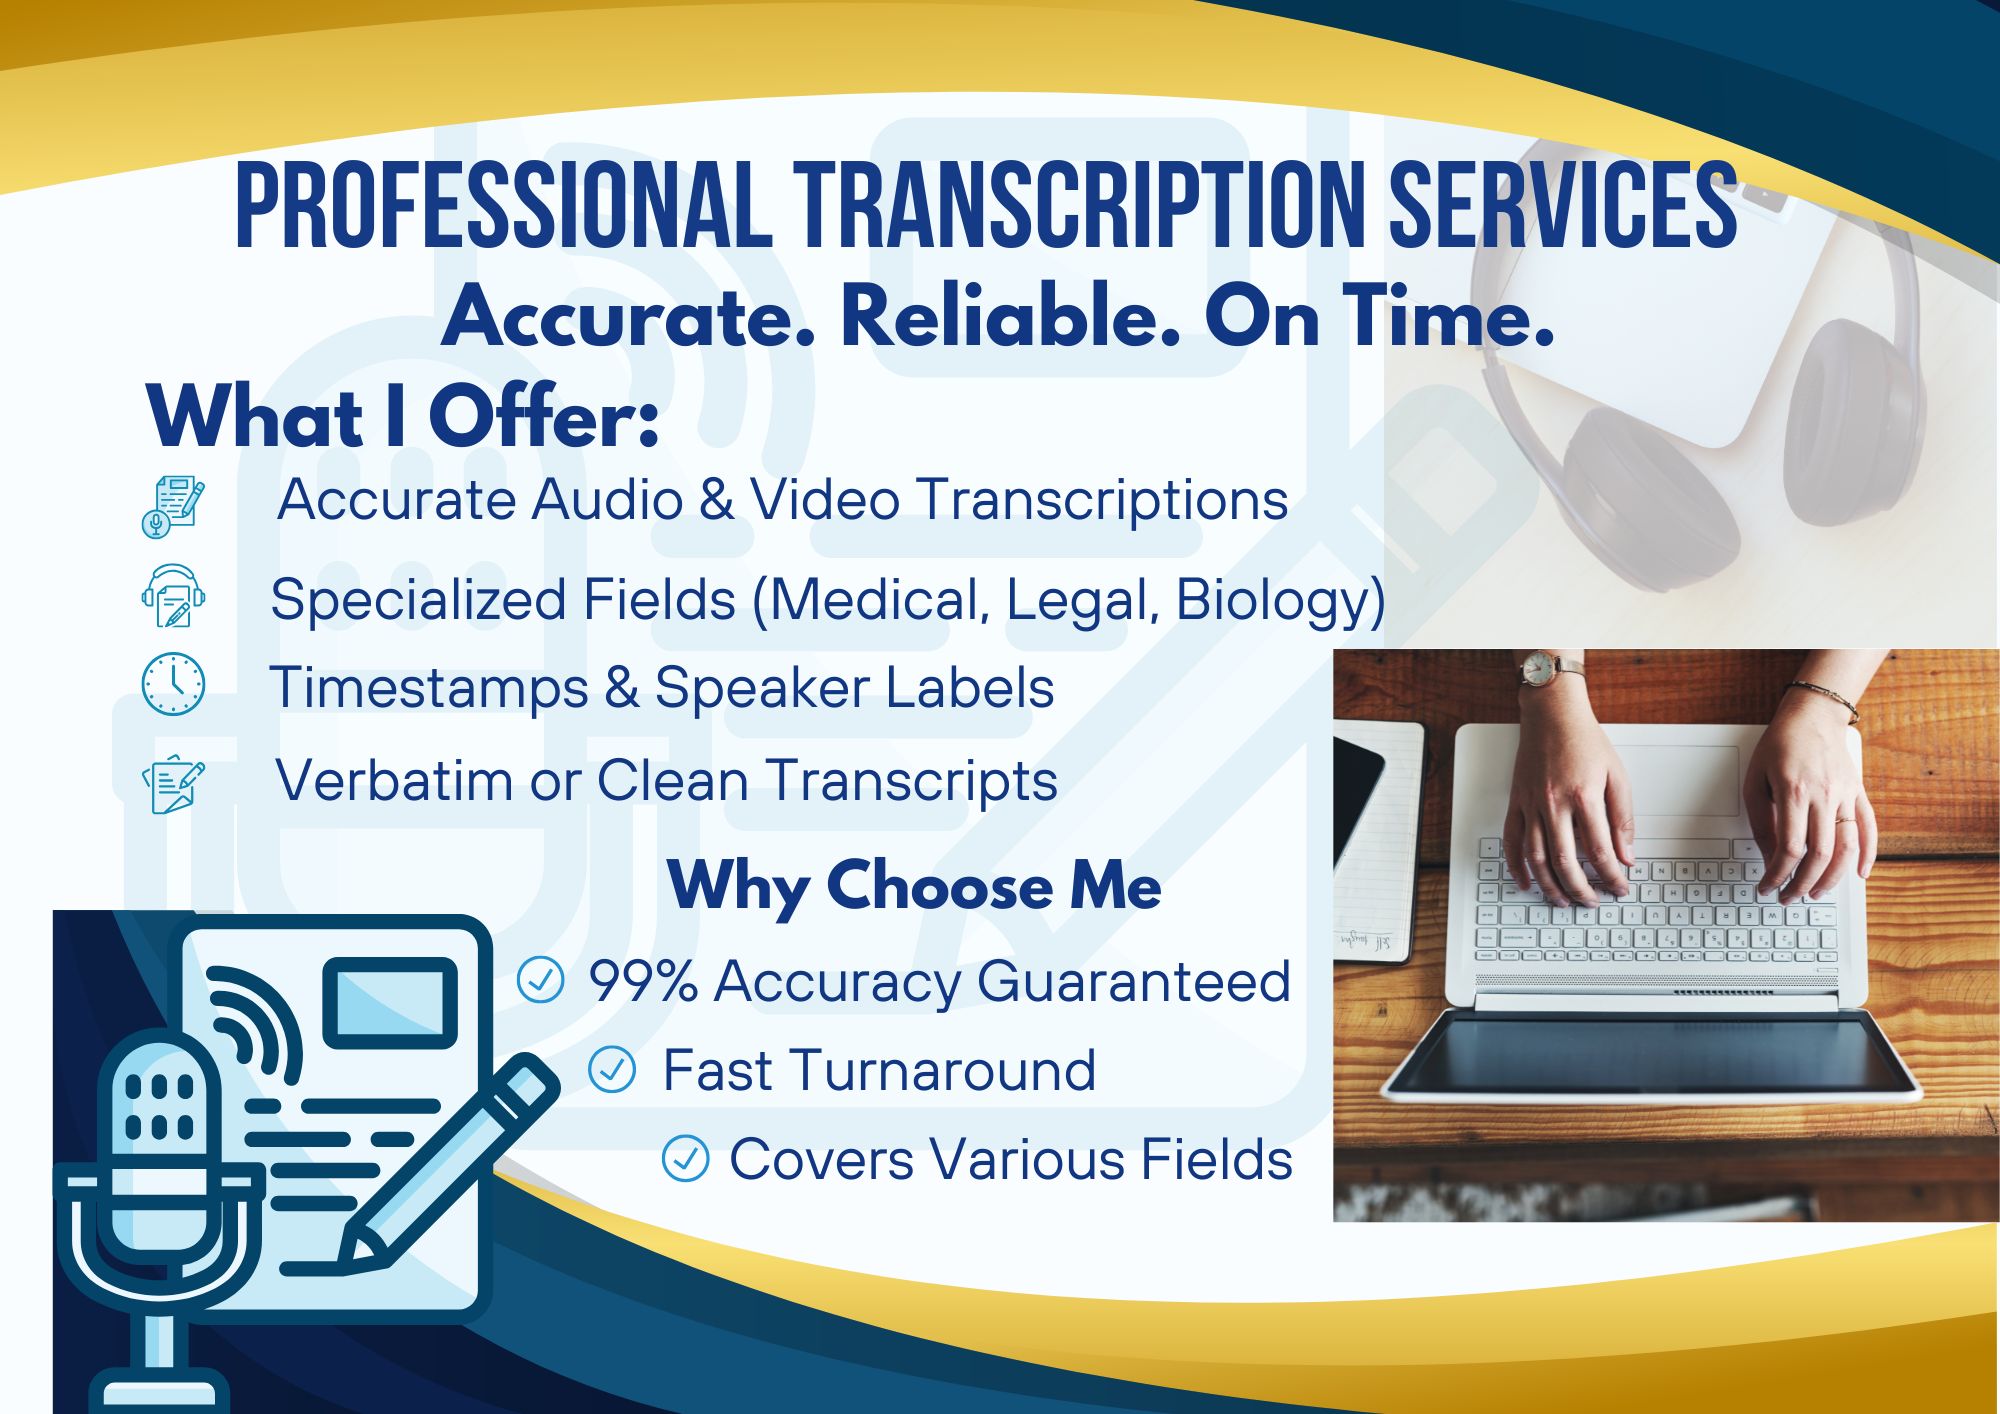 PROFESSIONAL TRANSCRIPTION SERVICES
Accurate. Reliable. On Time.
What I Offer:
Accurate Audio & Video Transcriptions
Specialized Fields (Medical, Legal, Biology)
Timestamps & Speaker Labels
Verbatim or Clean Transcripts
Why Choose Me
99% Accuracy Guaranteed
Fast Turnaround
Covers Various Fields